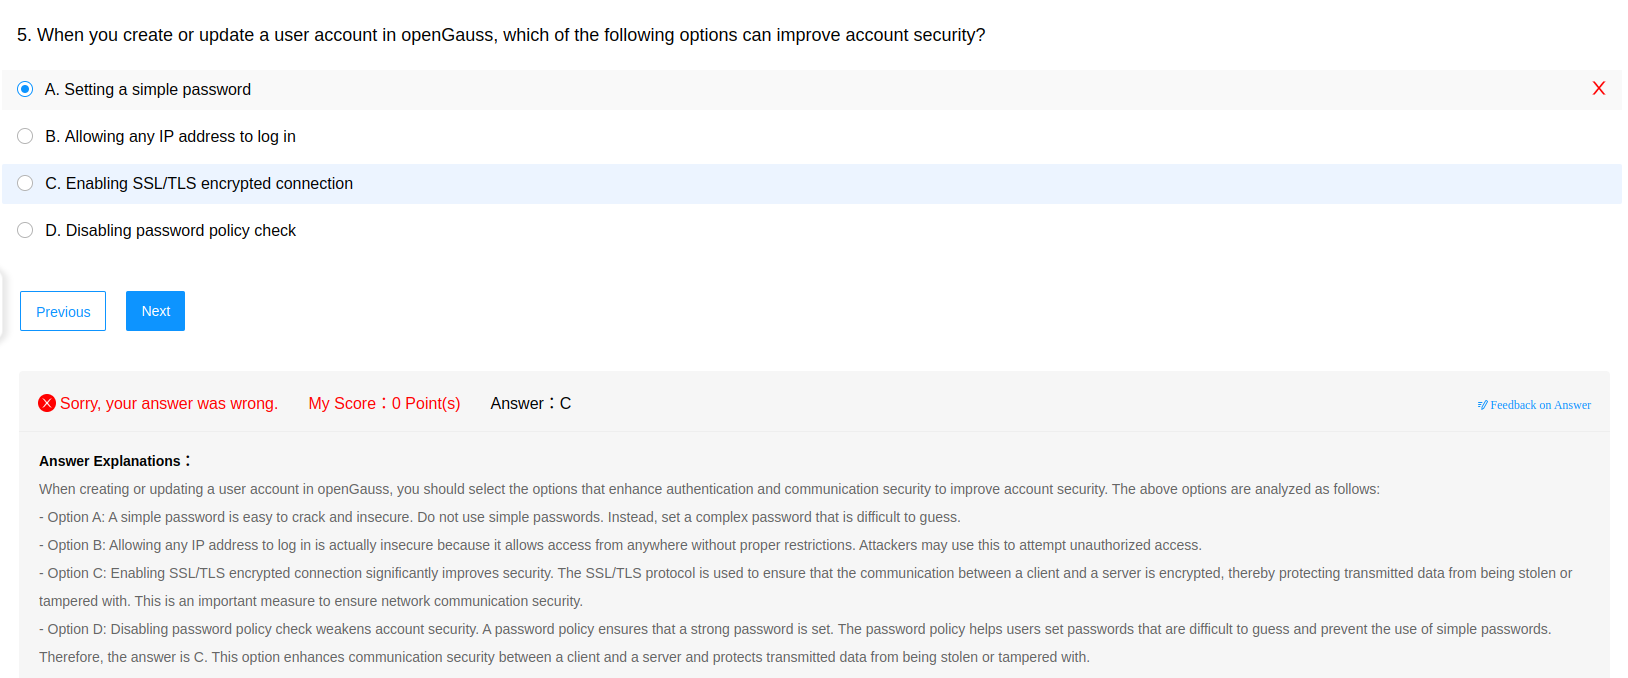 5. When you create or update a user account in openGauss, which of the following options can improve account security?
A. Setting a simple password
B. Allowing any IP address to log in
C. Enabling SSL/TLS encrypted connection
D. Disabling password policy check
Previous Next
Sorry, your answer was wrong. My Score：0 Point(s) Answer：C Feedback on Answer
Answer Explanations：
When creating or updating a user account in openGauss, you should select the options that enhance authentication and communication security to improve account security. The above options are analyzed as follows:
- Option A: A simple password is easy to crack and insecure. Do not use simple passwords. Instead, set a complex password that is difficult to guess.
- Option B: Allowing any IP address to log in is actually insecure because it allows access from anywhere without proper restrictions. Attackers may use this to attempt unauthorized access.
- Option C: Enabling SSL/TLS encrypted connection significantly improves security. The SSL/TLS protocol is used to ensure that the communication between a client and a server is encrypted, thereby protecting transmitted data from being stolen or
tampered with. This is an important measure to ensure network communication security.
- Option D: Disabling password policy check weakens account security. A password policy ensures that a strong password is set. The password policy helps users set passwords that are difficult to guess and prevent the use of simple passwords.
Therefore, the answer is C. This option enhances communication security between a client and a server and protects transmitted data from being stolen or tampered with.